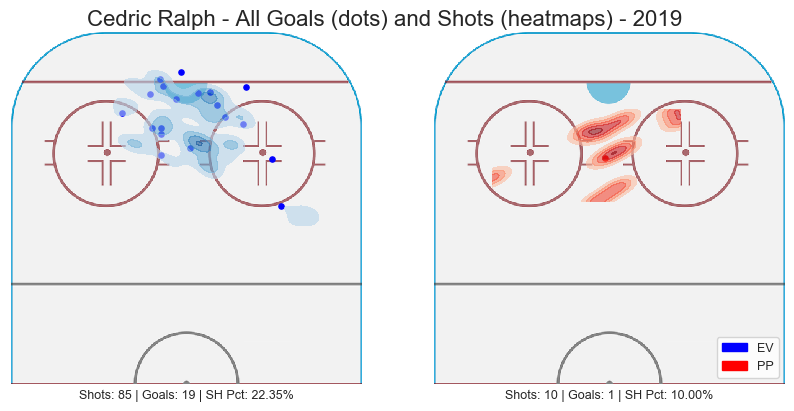 Cedric Ralph - All Goals (dots) and Shots (heatmaps) - 2019
EV
PP
Shots: 85 | Goals: 19 | SH Pct: 22.35%
Shots: 10 | Goals: 1 | SH Pct: 10.00%